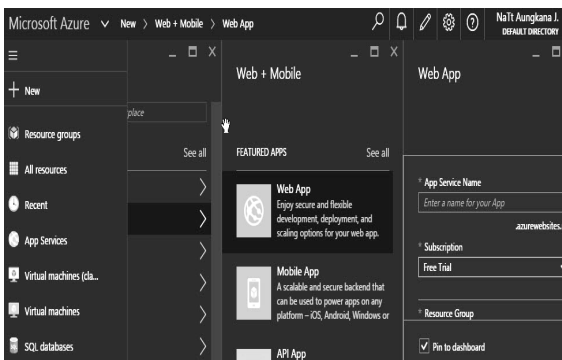 Microsoft Azure New > Web + Mobile > Web App
NaTt Aungkana J.
DEFAULT DIRECTORY
New
Resource groups
All resources
Recent
App Services
Virtual machines (cla...
Virtual machines
SQL databases
place
See all
Web + Mobile
FEATURED APPS See all
Web App
Enjoy secure and flexible
development, deployment, and
scaling options for your web app.
Mobile App
A scalable and secure backend that
can be used to power apps on any
platform – iOS, Android, Windows or
API App
Web App
* App Service Name
Enter a name for your App
.azurewebsites.
* Subscription
Free Trial
* Resource Group
Pin to dashboard